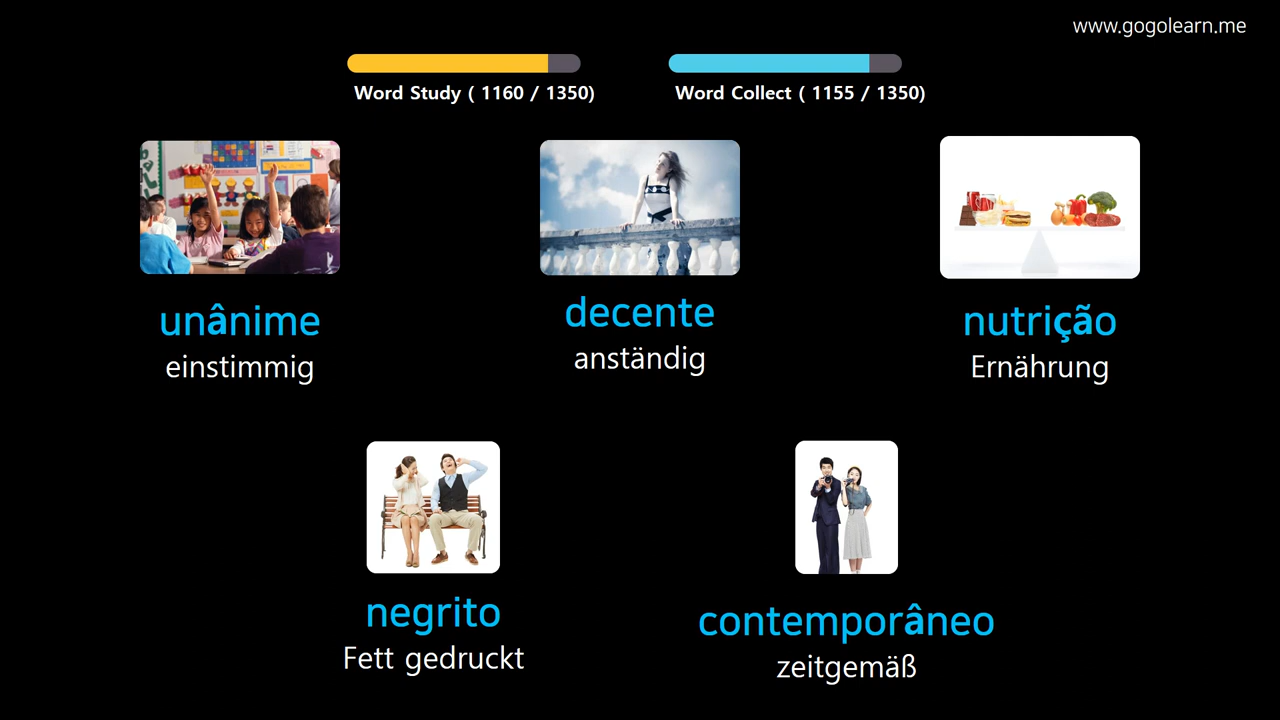 www.gogolearn.me
Word Study ( 1160 / 1350)
Word Collect ( 1155 / 1350)
unânime
einstimmig
decente
anständig
nutrição
Ernährung
negrito
Fett gedruckt
contemporâneo
zeitgemäß